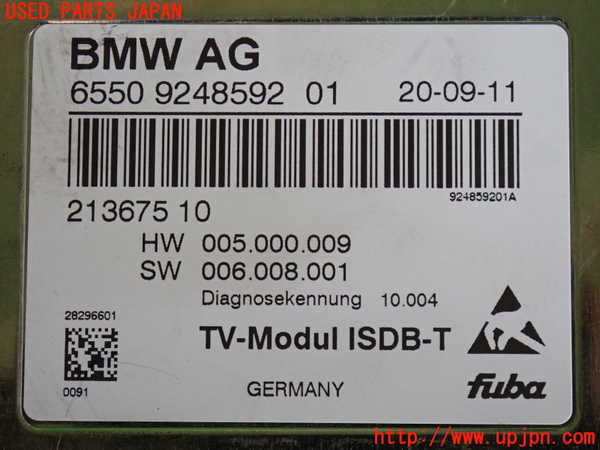 USED PARTS JAPAN
BMW AG
6550 9248592 01 20-09-11
924859201A
213675 10
HW 005.000.009
SW 006.008.001
Diagnosekennung 10.004
28296601
TV-Modul ISDB-T
0091
GERMANY
fuba
http://www.upjpn.com/